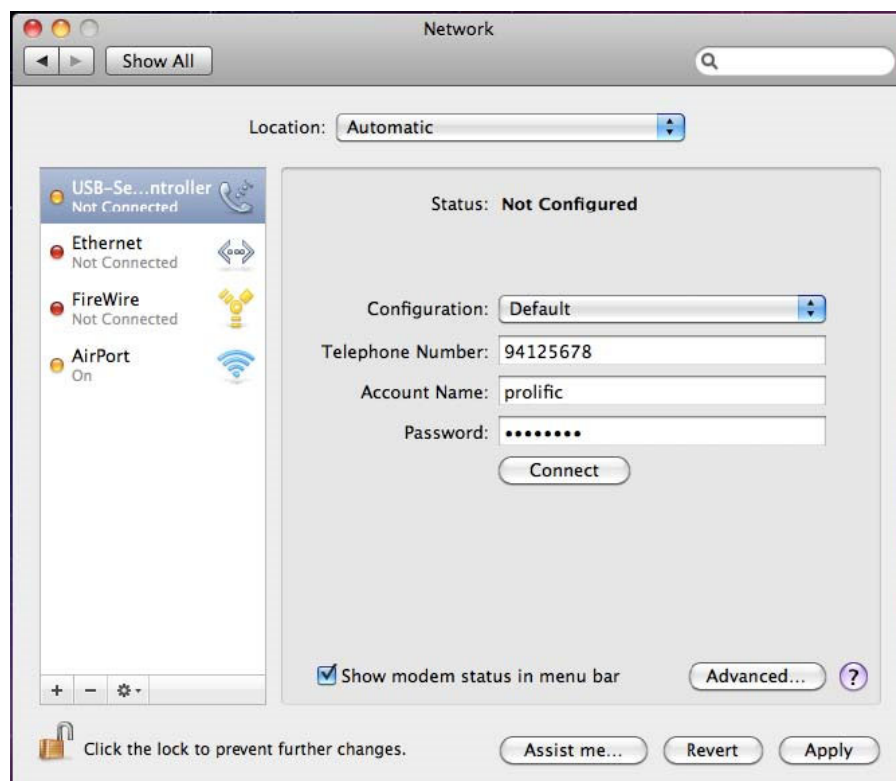 Network
Show All
Location: Automatic
USB-Se...ntroller
Not Connected
Ethernet
Not Connected
FireWire
Not Connected
AirPort
On
Status: Not Configured
Configuration: Default
Telephone Number: 94125678
Account Name: prolific
Password: ••••••••
Connect
Show modem status in menu bar
Advanced... ?
+ −
Click the lock to prevent further changes.
Assist me... Revert Apply